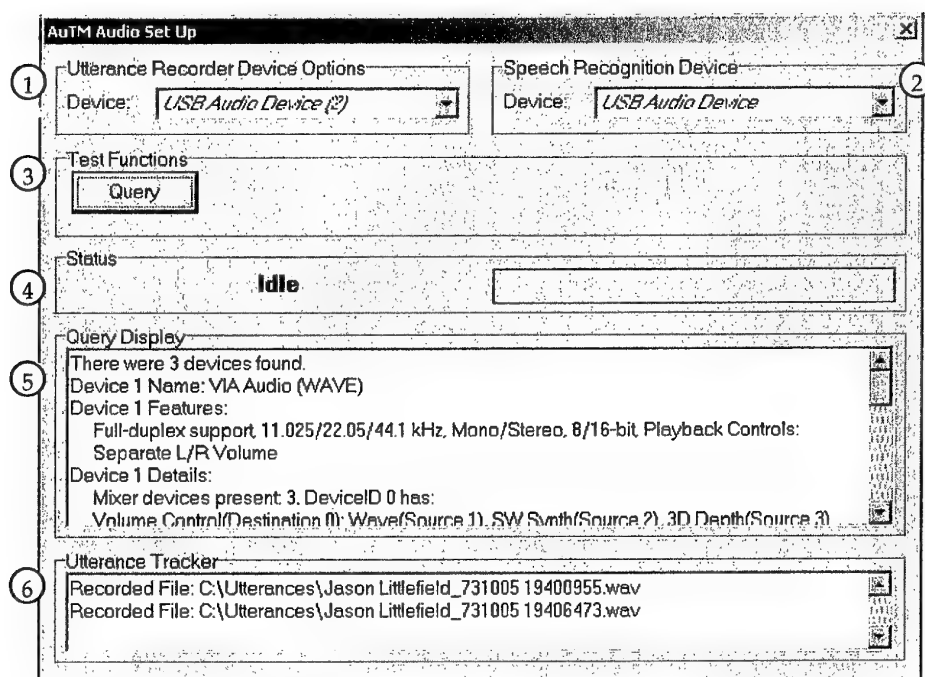 AuTM Audio Set Up
1
Utterance Recorder Device Options
Device: USB Audio Device (2)
Speech Recognition Device
Device: USB Audio Device
2
3
Test Functions
Query
4
Status
Idle
5
Query Display
There were 3 devices found.
Device 1 Name: VIA Audio (WAVE)
Device 1 Features:
Full-duplex support, 11.025/22.05/44.1 kHz, Mono/Stereo, 8/16-bit, Playback Controls:
Separate L/R Volume
Device 1 Details:
Mixer devices present: 3. DeviceID 0 has:
Volume Control(Destination 0): Wave(Source 1), SW Synth(Source 2), 3D Depth(Source 3)
6
Utterance Tracker
Recorded File: C:\Utterances\Jason Littlefield_731005 19400955.wav
Recorded File: C:\Utterances\Jason Littlefield_731005 19406473.wav